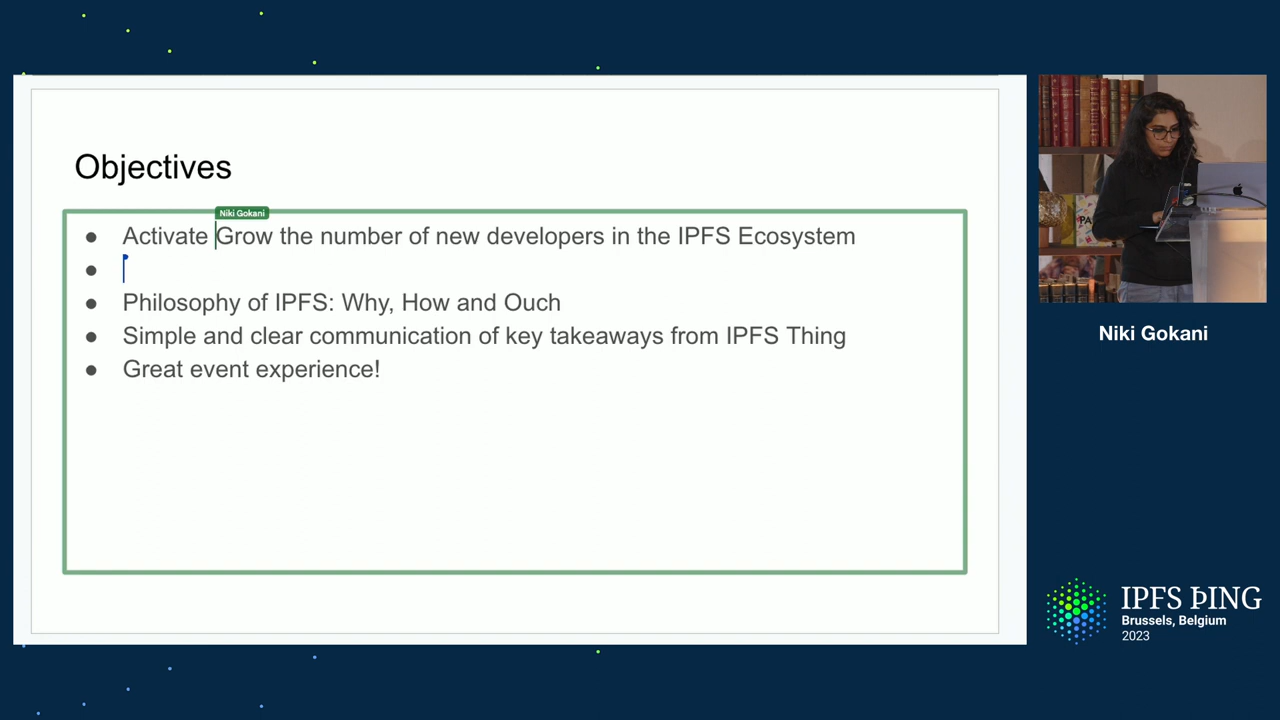 Objectives
Niki Gokani
Activate Grow the number of new developers in the IPFS Ecosystem
Philosophy of IPFS: Why, How and Ouch
Simple and clear communication of key takeaways from IPFS Thing
Great event experience!
PA
Niki Gokani
IPFS ÞING
Brussels, Belgium
2023